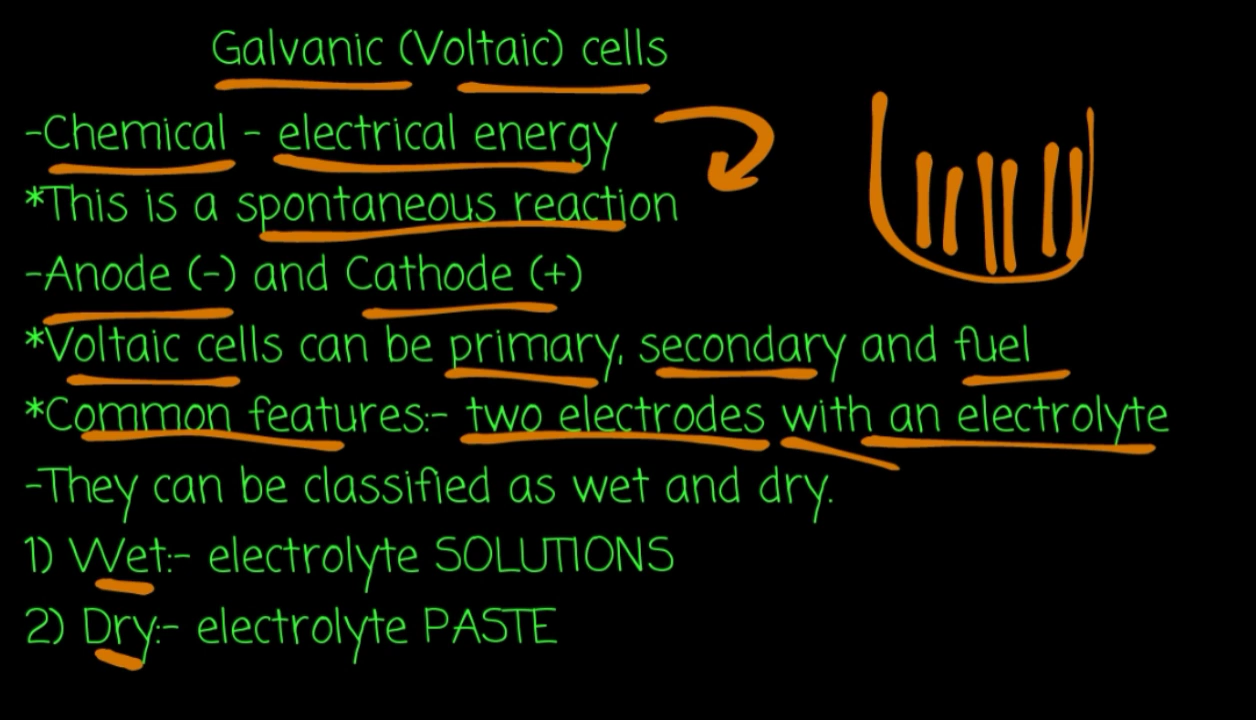 Galvanic (Voltaic) cells
-Chemical - electrical energy
*This is a spontaneous reaction
-Anode (-) and Cathode (+)
*Voltaic cells can be primary, secondary and fuel
*Common features:- two electrodes with an electrolyte
-They can be classified as wet and dry.
1) Wet:- electrolyte SOLUTIONS
2) Dry:- electrolyte PASTE